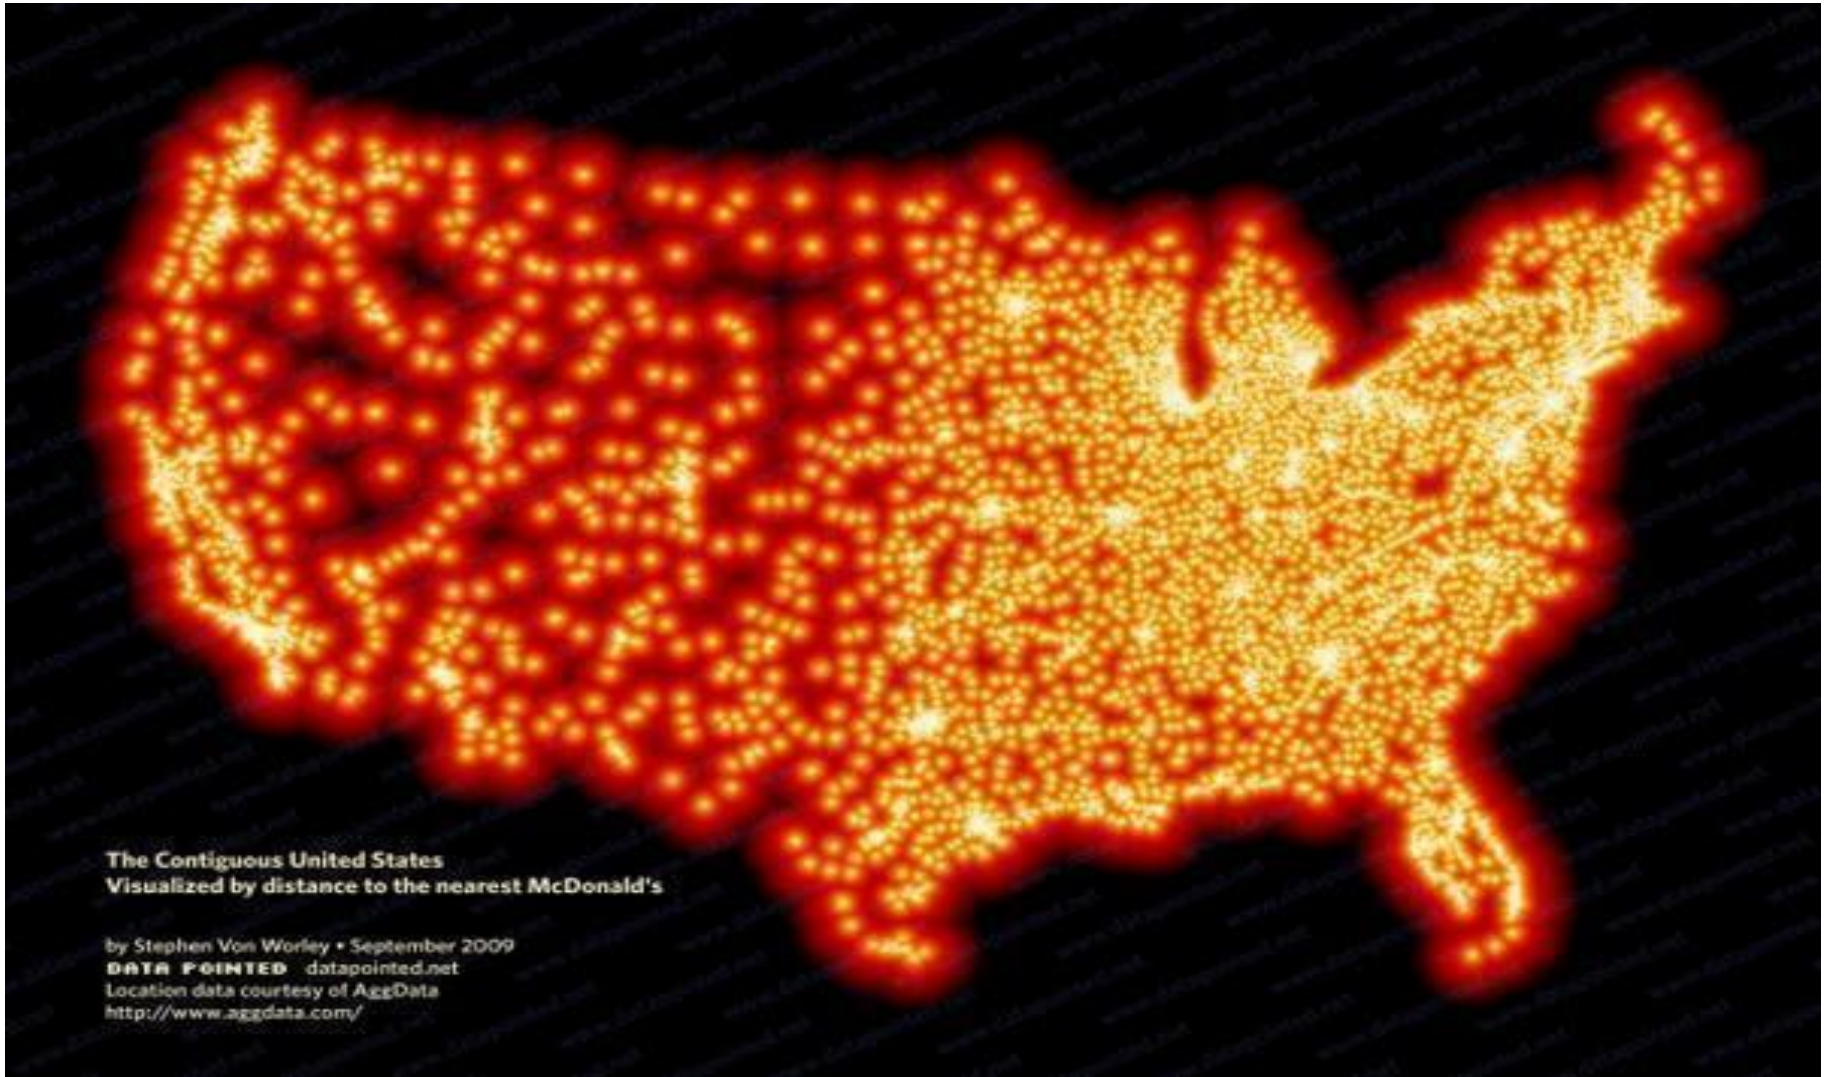 The Contiguous United States
Visualized by distance to the nearest McDonald's
by Stephen Von Worley • September 2009
DATA POINTED datapointed.net
Location data courtesy of AggData
http://www.aggdata.com/